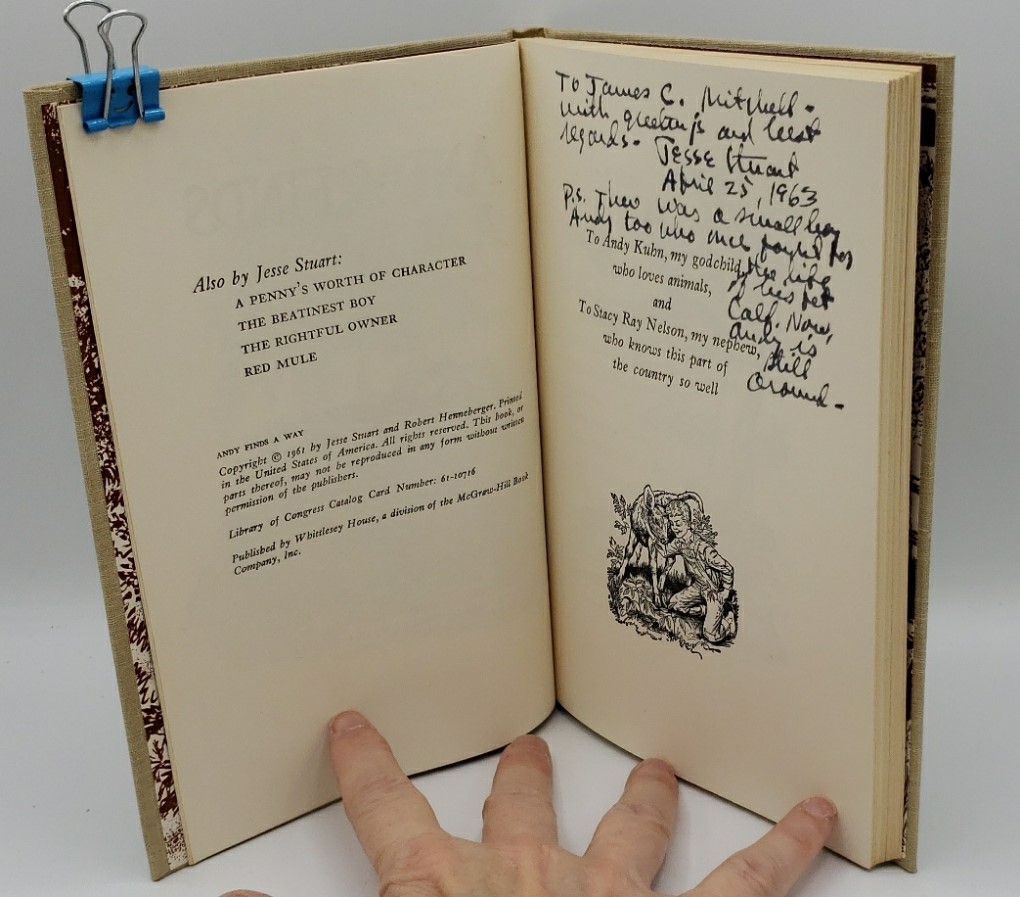 Also by Jesse Stuart:
A PENNY'S WORTH OF CHARACTER
THE BEATINEST BOY
THE RIGHTFUL OWNER
RED MULE
ANDY FINDS A WAY
Copyright © 1961 by Jesse Stuart and Robert Henneberger. Printed
in the United States of America. All rights reserved. This book, or
parts thereof, may not be reproduced in any form without written
permission of the publishers.
Library of Congress Catalog Card Number: 61-10716
Published by Whittlesey House, a division of the McGraw-Hill Book
Company, Inc.
To James C. Mitchell -
with greetings and best
regards - Jesse Stuart
April 25, 1963
P.S. There was a small boy
Andy too who once fought for
the life
of his pet
Calf. Now,
Andy is
still
around -
To Andy Kuhn, my godchild,
who loves animals,
and
To Stacy Ray Nelson, my nephew,
who knows this part of
the country so well